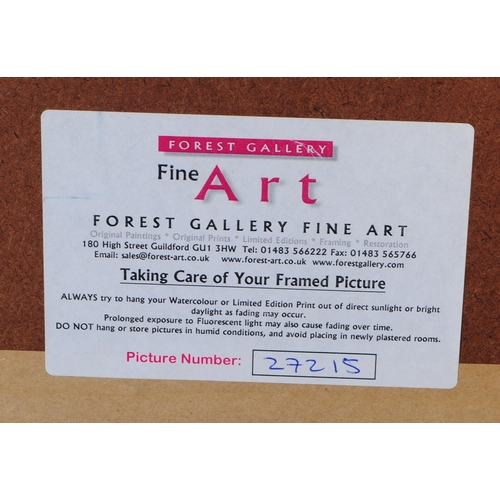 FOREST GALLERY
Fine Art
FOREST GALLERY FINE ART
Original Paintings * Original Prints * Limited Editions * Framing * Restoration
180 High Street Guildford GU1 3HW Tel: 01483 566222 Fax: 01483 565766
Email: sales@forest-art.co.uk www.forest-art.co.uk www.forestgallery.com
Taking Care of Your Framed Picture
ALWAYS try to hang your Watercolour or Limited Edition Print out of direct sunlight or bright
daylight as fading may occur.
Prolonged exposure to Fluorescent light may also cause fading over time.
DO NOT hang or store pictures in humid conditions, and avoid placing in newly plastered rooms.
Picture Number: 27215